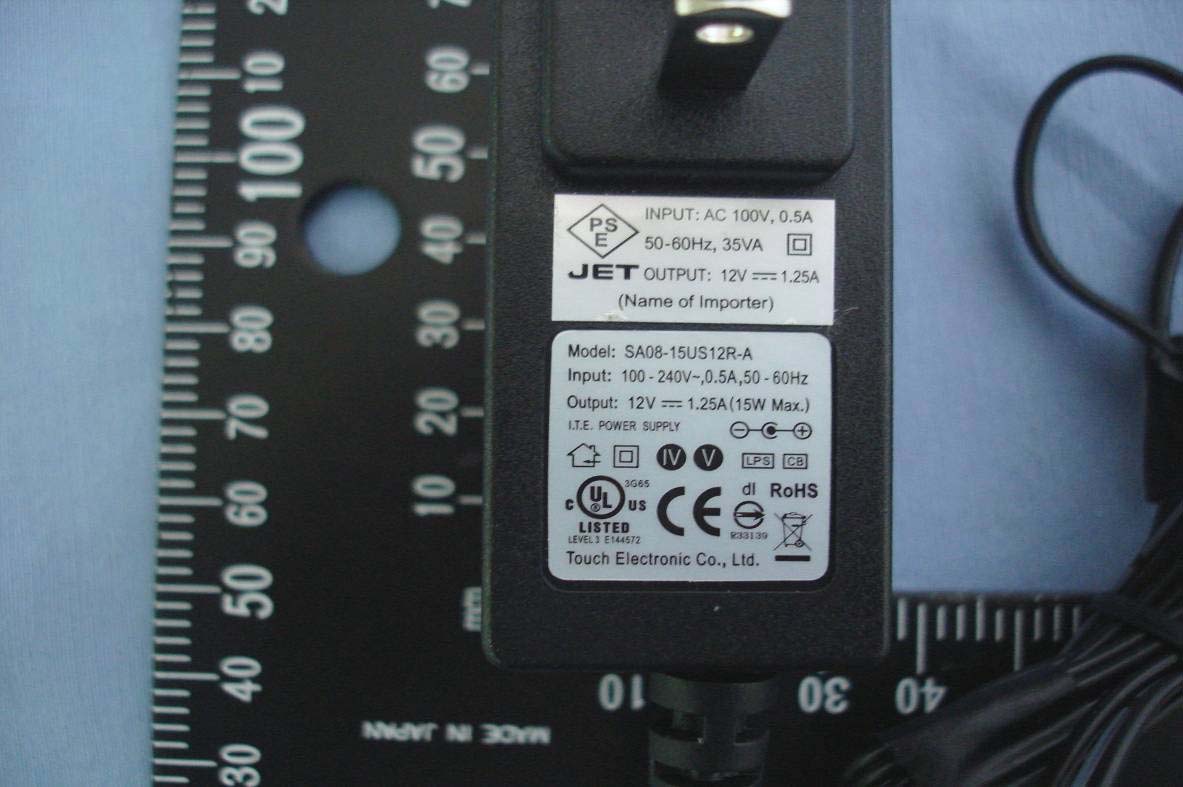 PS
E
JET
INPUT: AC 100V, 0.5A
50-60Hz, 35VA
OUTPUT: 12V 1.25A
(Name of Importer)
Model: SA08-15US12R-A
Input: 100 - 240V~,0.5A,50 - 60Hz
Output: 12V 1.25A(15W Max.)
I.T.E. POWER SUPPLY
IV V LPS CB
C UL ® US 3G65
LISTED
LEVEL 3 E144572
CE
dI RoHS
R33139
Touch Electronic Co., Ltd.
10
100
90
80
70
60
50
40
30
60
50
40
30
20
10
mm
10 30 40
MADE IN JAPAN